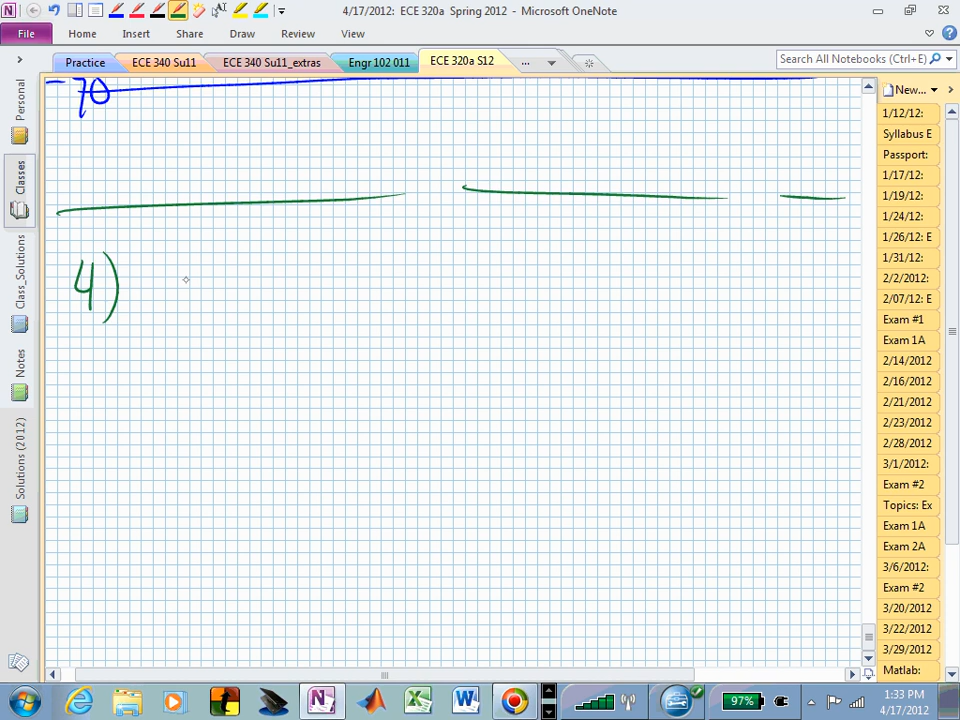 4/17/2012: ECE 320a Spring 2012 - Microsoft OneNote
File Home Insert Share Draw Review View
Practice ECE 340 Su11 ECE 340 Su11_extras Engr 102 011 ECE 320a S12 ...
Search All Notebooks (Ctrl+E)
New...
Personal
Classes
Class_Solutions
Notes
Solutions (2012)
-70
4)
1/12/12:
Syllabus E
Passport:
1/17/12:
1/19/12:
1/24/12:
1/26/12: E
1/31/12:
2/2/2012:
2/07/12: E
Exam #1
Exam 1A
2/14/2012
2/16/2012
2/21/2012
2/23/2012
2/28/2012
3/1/2012:
Exam #2
Topics: Ex
Exam 1A
Exam 2A
3/6/2012:
Exam #2
3/20/2012
3/22/2012
3/29/2012
Matlab:
97%
1:33 PM
4/17/2012